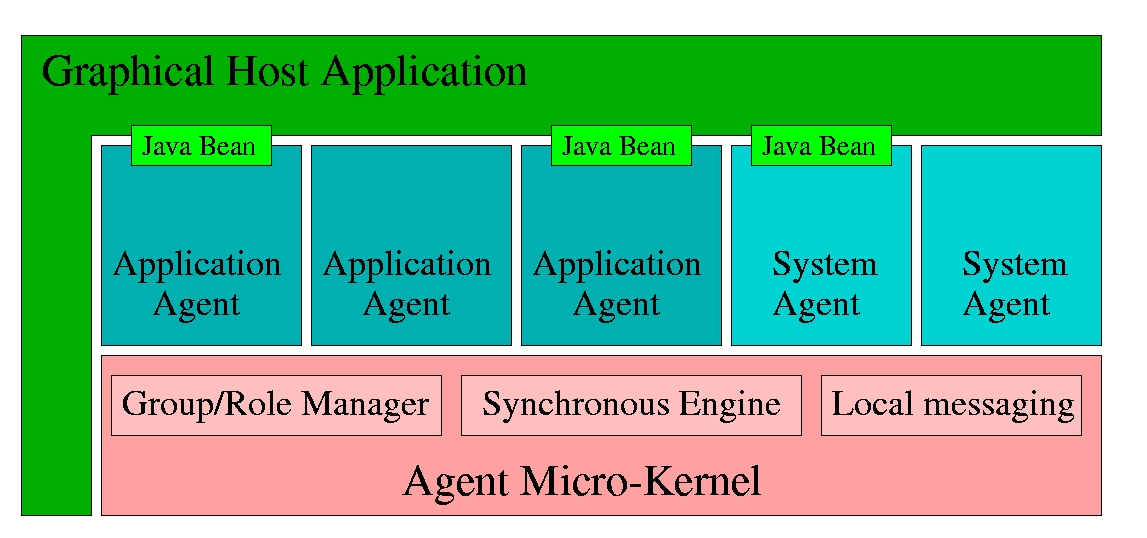 Graphical Host Application
Java Bean
Java Bean
Java Bean
Application
Agent
Application
Agent
Application
Agent
System
Agent
System
Agent
Group/Role Manager
Synchronous Engine
Local messaging
Agent Micro-Kernel